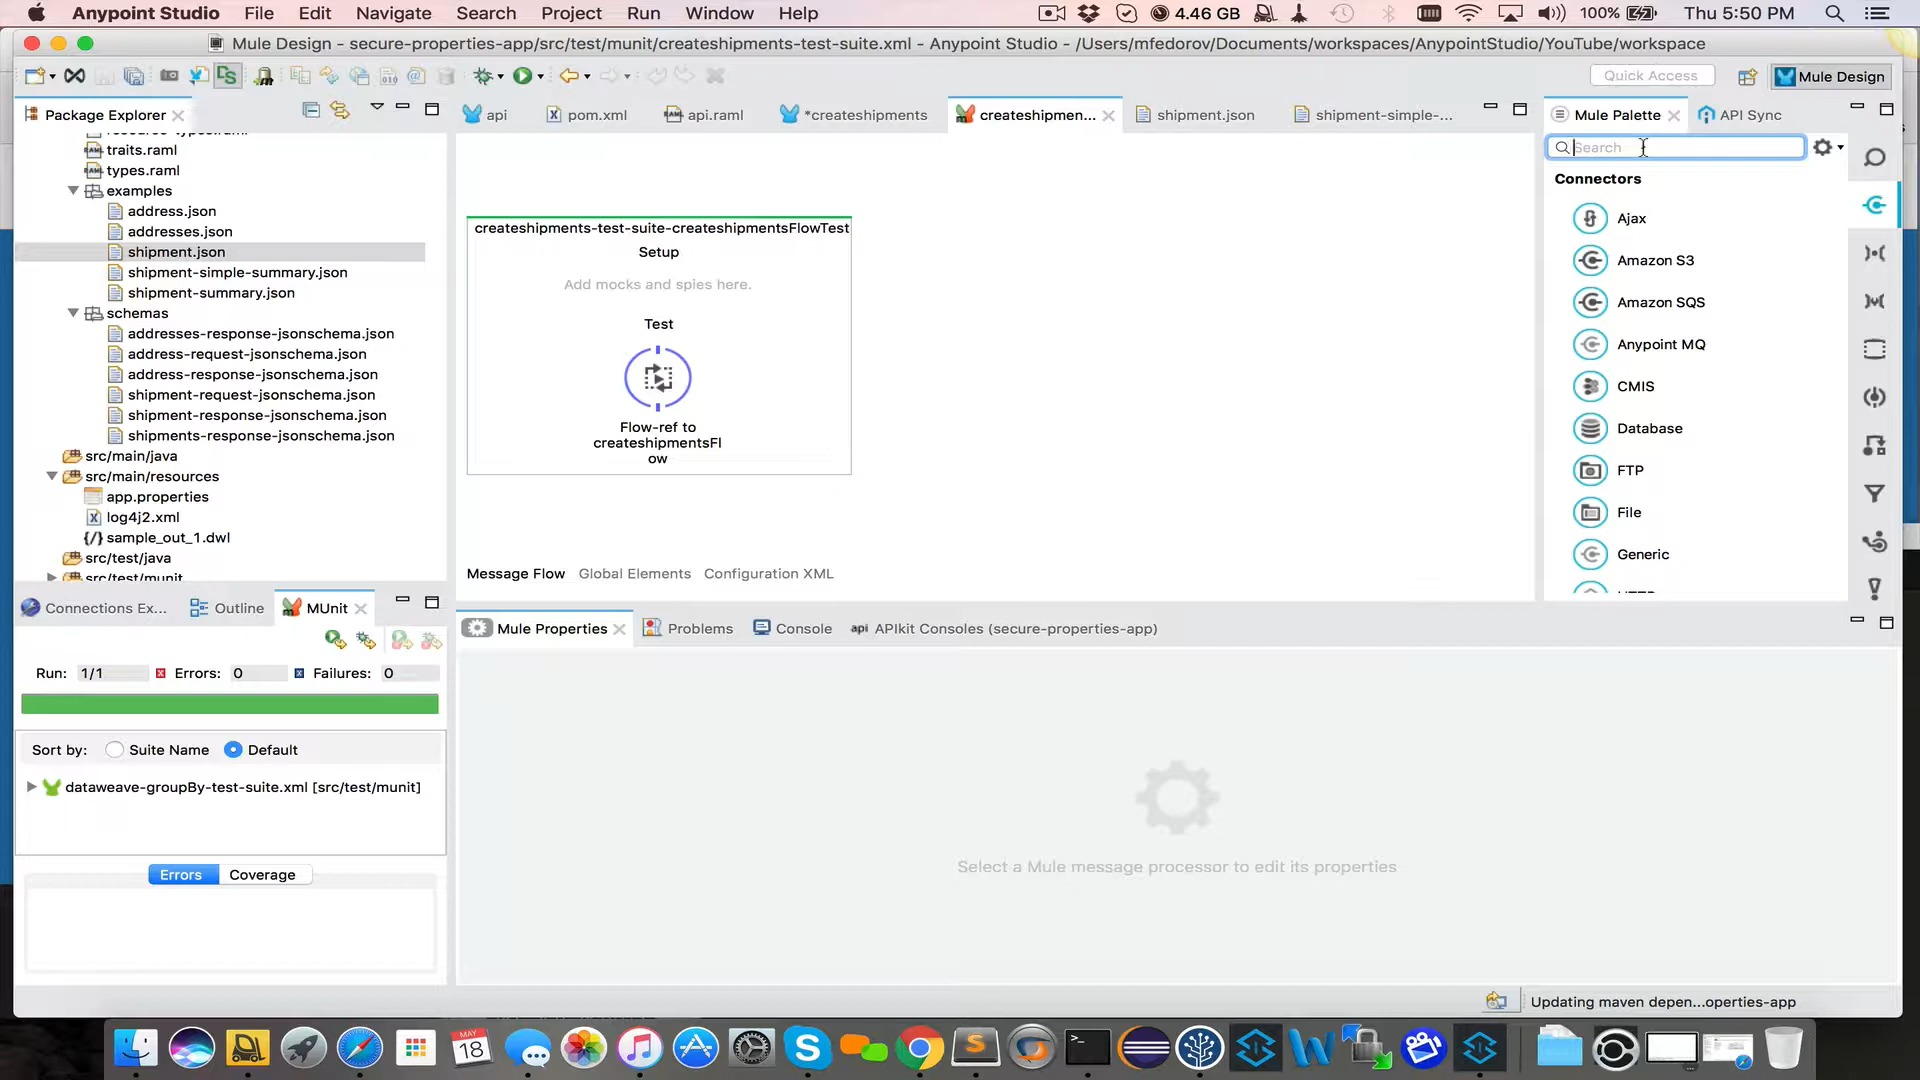 Anypoint Studio File Edit Navigate Search Project Run Window Help 4.46 GB 100% Thu 5:50 PM
Mule Design - secure-properties-app/src/test/munit/createshipments-test-suite.xml - Anypoint Studio - /Users/mfedorov/Documents/workspaces/AnypointStudio/YouTube/workspace
Quick Access Mule Design
Package Explorer
traits.raml
types.raml
examples
address.json
addresses.json
shipment.json
shipment-simple-summary.json
shipment-summary.json
schemas
addresses-response-jsonschema.json
address-request-jsonschema.json
address-response-jsonschema.json
shipment-request-jsonschema.json
shipment-response-jsonschema.json
shipments-response-jsonschema.json
src/main/java
src/main/resources
app.properties
log4j2.xml
sample_out_1.dwl
src/test/java
src/test/munit
api pom.xml api.raml *createshipments createshipmen... shipment.json shipment-simple-...
createshipments-test-suite-createshipmentsFlowTest
Setup
Add mocks and spies here.
Test
Flow-ref to
createshipmentsFl
ow
Message Flow Global Elements Configuration XML
Mule Palette API Sync
Search
Connectors
Ajax
Amazon S3
Amazon SQS
Anypoint MQ
CMIS
Database
FTP
File
Generic
Connections Ex... Outline MUnit
Run: 1/1 Errors: 0 Failures: 0
Sort by: Suite Name Default
dataweave-groupBy-test-suite.xml [src/test/munit]
Errors Coverage
Mule Properties Problems Console api APIkit Consoles (secure-properties-app)
Select a Mule message processor to edit its properties
Updating maven depen...operties-app
MAY
18